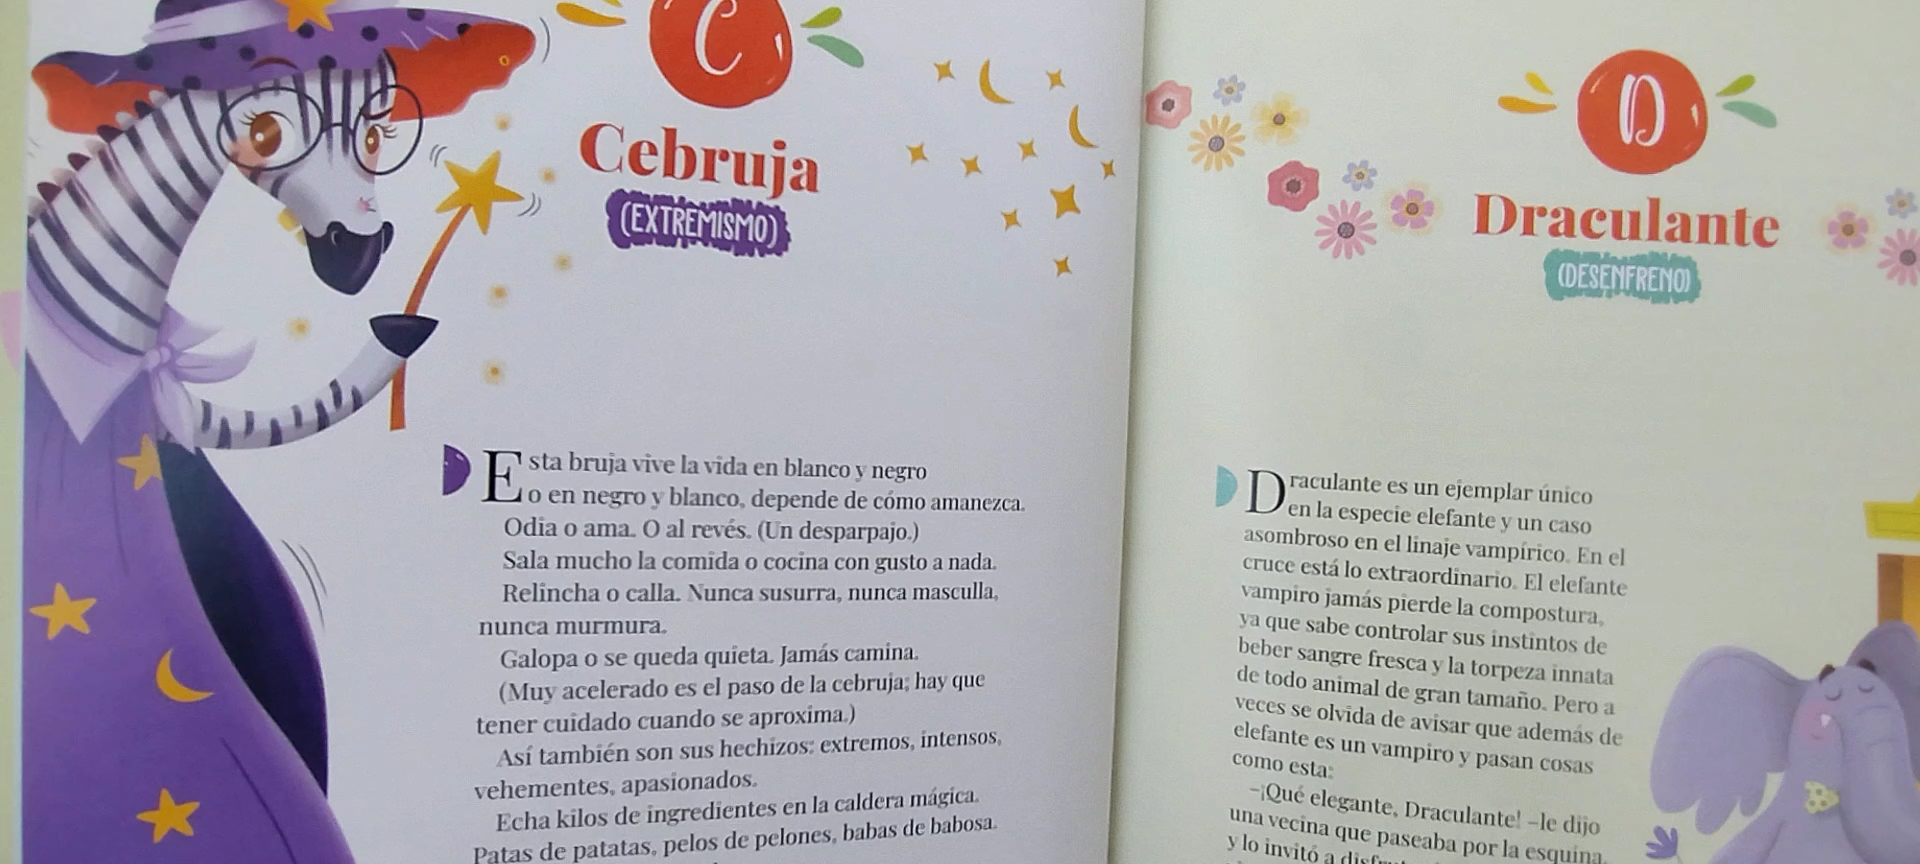 C
Cebruja
(EXTREMISMO)
Esta bruja vive la vida en blanco y negro
o en negro y blanco, depende de cómo amanezca.
Odia o ama. O al revés. (Un desparpajo.)
Sala mucho la comida o cocina con gusto a nada.
Relincha o calla. Nunca susurra, nunca masculla,
nunca murmura.
Galopa o se queda quieta. Jamás camina.
(Muy acelerado es el paso de la cebruja; hay que
tener cuidado cuando se aproxima.)
Así también son sus hechizos: extremos, intensos,
vehementes, apasionados.
Echa kilos de ingredientes en la caldera mágica.
Patas de patatas, pelos de pelones, babas de babosa.
D
Draculante
(DESENFRENO)
Draculante es un ejemplar único
en la especie elefante y un caso
asombroso en el linaje vampírico. En el
cruce está lo extraordinario. El elefante
vampiro jamás pierde la compostura,
ya que sabe controlar sus instintos de
beber sangre fresca y la torpeza innata
de todo animal de gran tamaño. Pero a
veces se olvida de avisar que además de
elefante es un vampiro y pasan cosas
como esta:
–¡Qué elegante, Draculante! –le dijo
una vecina que paseaba por la esquina,
y lo invitó a